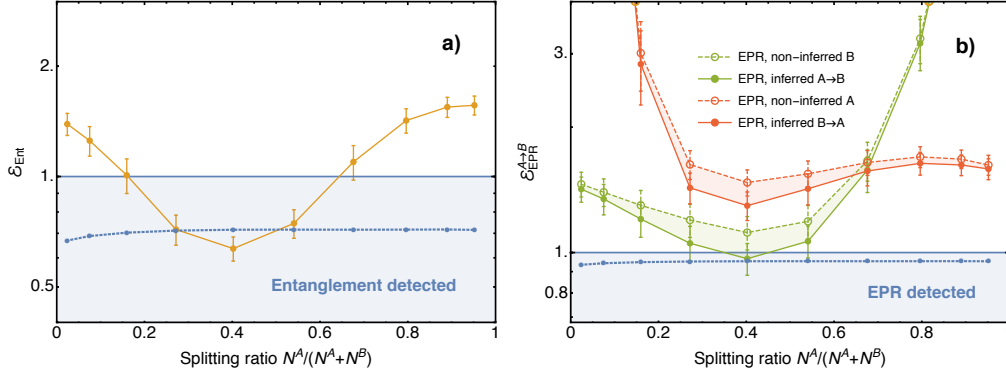 a)
2.
1.
0.5
ℰEnt
Entanglement detected
0 0.2 0.4 0.6 0.8 1
Splitting ratio N^A/(N^A+N^B)
b)
3.
1
0.8
ℰ_EPR^A→B
EPR, non-inferred B
EPR, inferred A→B
EPR, non-inferred A
EPR, inferred B→A
EPR detected
0 0.2 0.4 0.6 0.8 1
Splitting ratio N^A/(N^A+N^B)